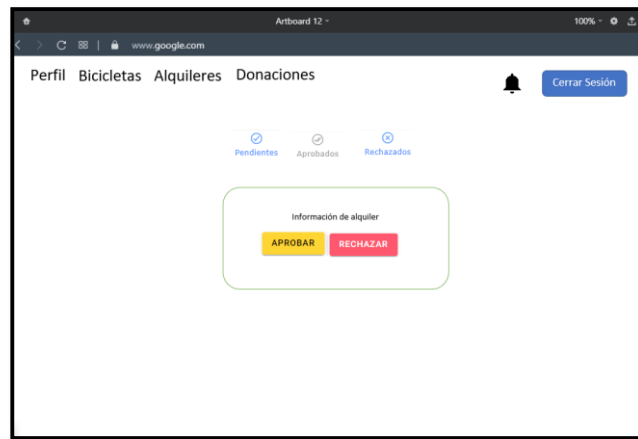 Artboard 12
100%
www.google.com
Perfil Bicicletas Alquileres Donaciones
Cerrar Sesión
Pendientes Aprobados Rechazados
Información de alquiler
APROBAR RECHAZAR